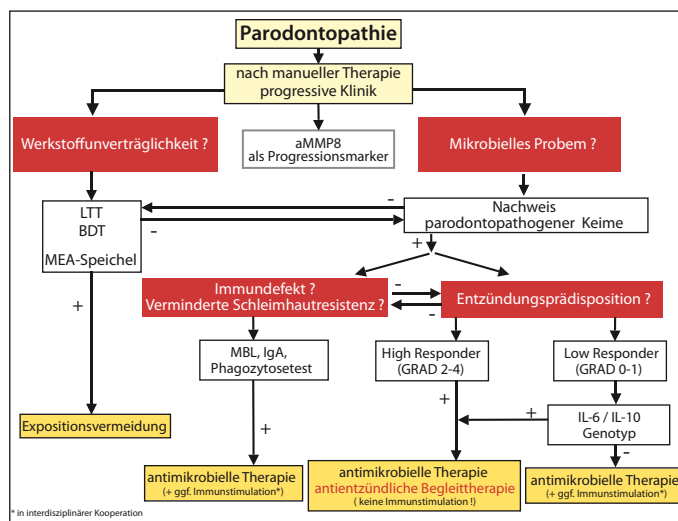 Parodontopathie
nach manueller Therapie
progressive Klinik
Werkstoffunverträglichkeit ?
aMMP8
als Progressionsmarker
Mikrobielles Probem ?
LTT
BDT
MEA-Speichel
-
-
Nachweis
parodontopathogener Keime
+
+
Immundefekt ?
Verminderte Schleimhautresistenz ?
-
-
Entzündungsprädisposition ?
MBL, IgA,
Phagozytosetest
High Responder
(GRAD 2-4)
Low Responder
(GRAD 0-1)
+
+
+
IL-6 / IL-10
Genotyp
-
Expositionsvermeidung
antimikrobielle Therapie
(+ ggf. Immunstimulation*)
antimikrobielle Therapie
antientzündliche Begleittherapie
( keine Immunstimulation !)
antimikrobielle Therapie
(+ ggf. Immunstimulation*)
* in interdisziplinärer Kooperation